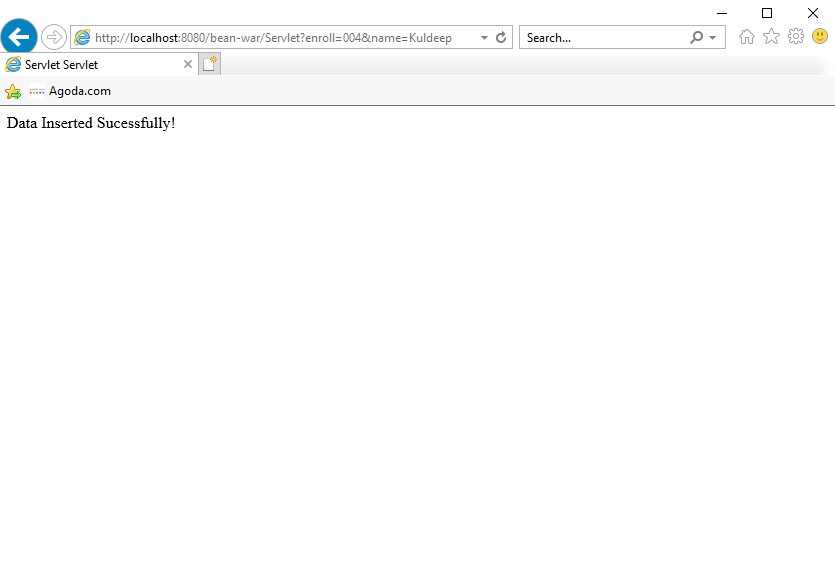 http://localhost:8080/bean-war/Servlet?enroll=004&name=Kuldeep
Search...
Servlet Servlet
Agoda.com
Data Inserted Sucessfully!